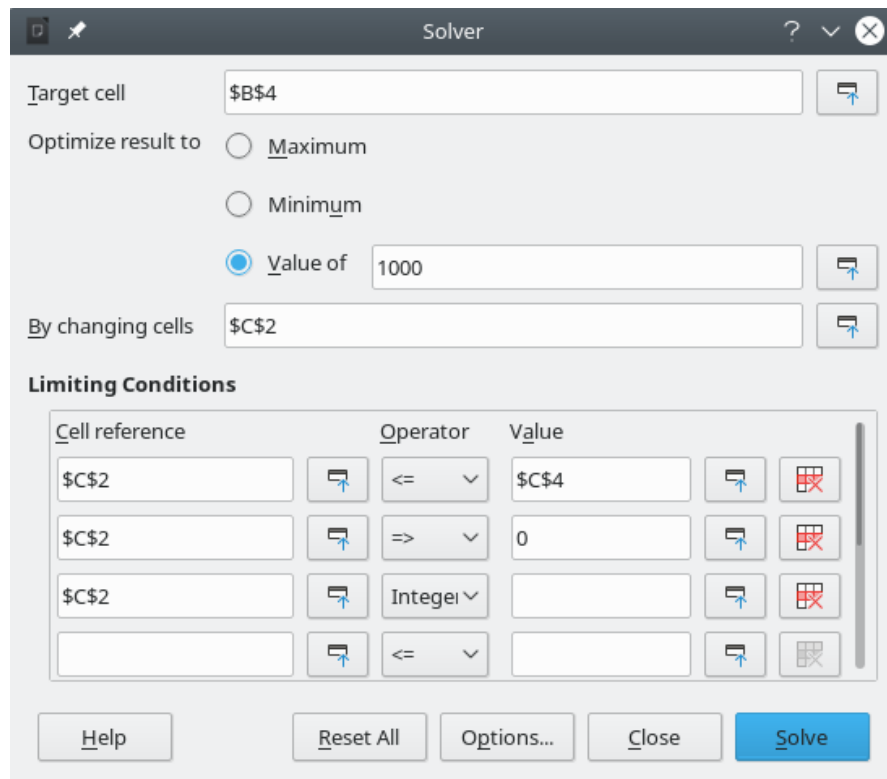 Solver
Target cell $B$4
Optimize result to Maximum
Minimum
Value of 1000
By changing cells $C$2
Limiting Conditions
Cell reference Operator Value
$C$2 <= $C$4
$C$2 => 0
$C$2 Integer
<=
Help Reset All Options... Close Solve